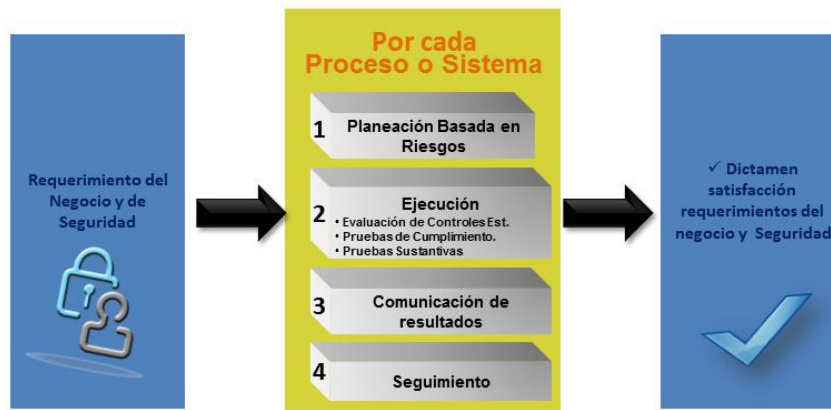 Requerimiento del
Negocio y de
Seguridad
Por cada
Proceso o Sistema
1
Planeación Basada en
Riesgos
2
Ejecución
• Evaluación de Controles Est.
• Pruebas de Cumplimiento.
• Pruebas Sustantivas
3
Comunicación de
resultados
4
Seguimiento
✓ Dictamen
satisfacción
requerimientos del
negocio y Seguridad